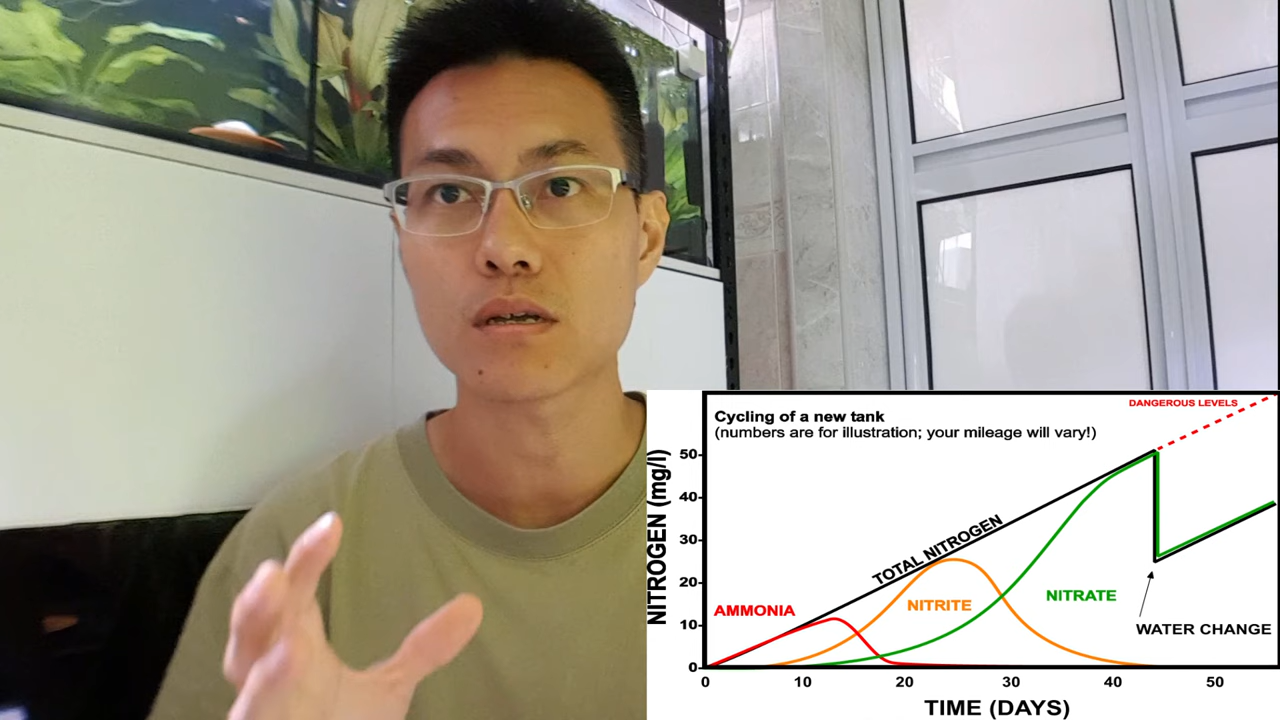 Cycling of a new tank
(numbers are for illustration; your mileage will vary!)
DANGEROUS LEVELS
NITROGEN (mg/l)
50
40
30
20
10
0
TOTAL NITROGEN
AMMONIA
NITRITE
NITRATE
WATER CHANGE
0 10 20 30 40 50
TIME (DAYS)